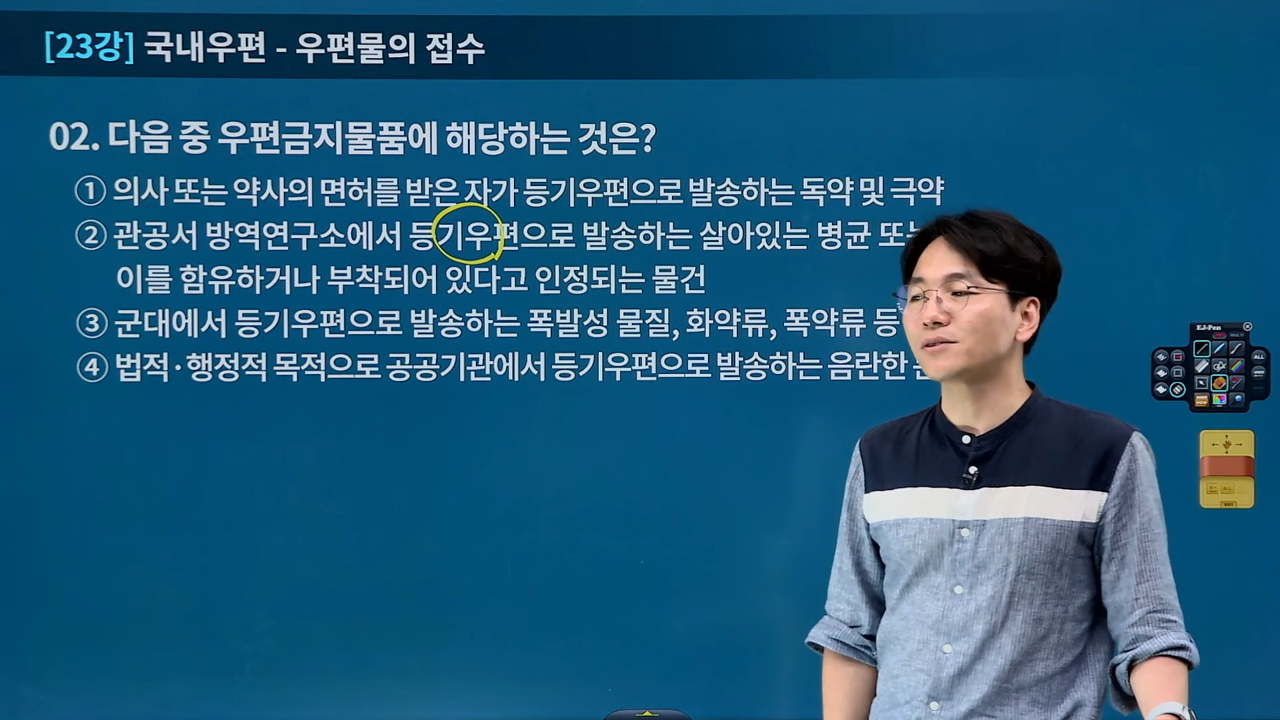 [23강] 국내우편 - 우편물의 접수
02. 다음 중 우편금지물품에 해당하는 것은?
① 의사 또는 약사의 면허를 받은 자가 등기우편으로 발송하는 독약 및 극약
② 관공서 방역연구소에서 등기우편으로 발송하는 살아있는 병균 또는
이를 함유하거나 부착되어 있다고 인정되는 물건
③ 군대에서 등기우편으로 발송하는 폭발성 물질, 화약류, 폭약류 등
④ 법적·행정적 목적으로 공공기관에서 등기우편으로 발송하는 음란한
EJ-Pen
ALL